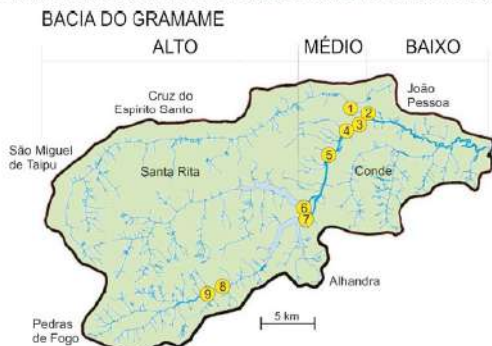 BACIA DO GRAMAME
ALTO
MÉDIO
BAIXO
Cruz do
Espirito Santo
João
Pessoa
1
2
3
4
5
São Miguel
de Taipu
Santa Rita
Conde
6
7
8
9
Alhandra
Pedras
de Fogo
5 km